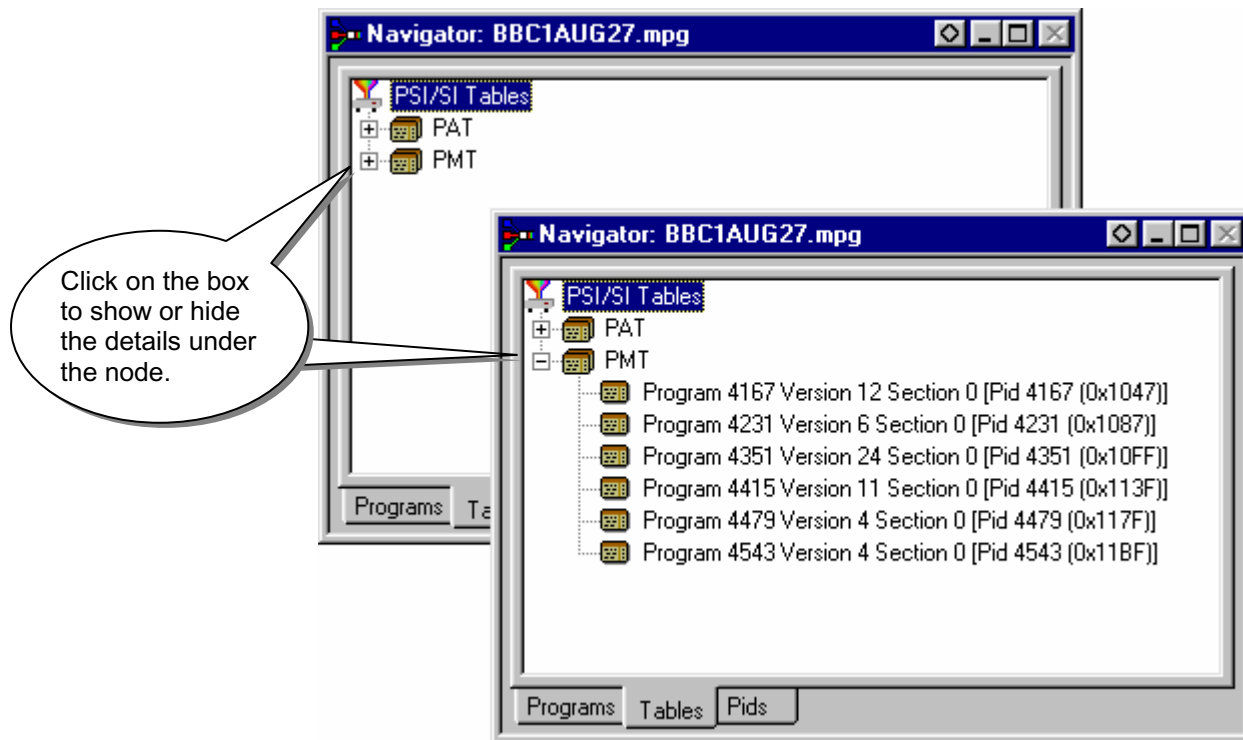 Navigator: BBC1AUG27.mpg
PSI/SI Tables
PAT
PMT
Programs Ta
Click on the box
to show or hide
the details under
the node.
Navigator: BBC1AUG27.mpg
PSI/SI Tables
PAT
PMT
Program 4167 Version 12 Section 0 [Pid 4167 (0x1047)]
Program 4231 Version 6 Section 0 [Pid 4231 (0x1087)]
Program 4351 Version 24 Section 0 [Pid 4351 (0x10FF)]
Program 4415 Version 11 Section 0 [Pid 4415 (0x113F)]
Program 4479 Version 4 Section 0 [Pid 4479 (0x117F)]
Program 4543 Version 4 Section 0 [Pid 4543 (0x11BF)]
Programs Tables Pids